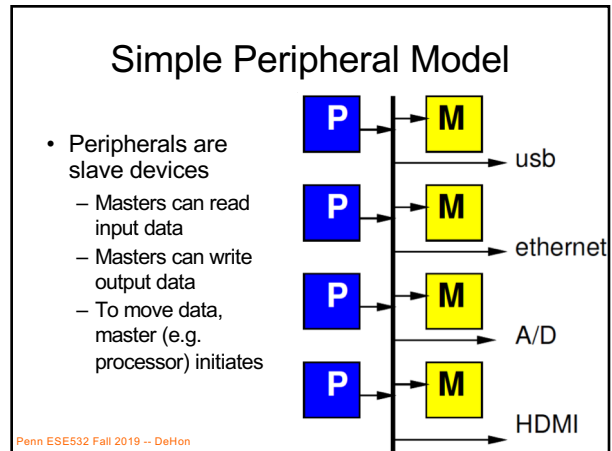 Simple Peripheral Model
• Peripherals are
slave devices
– Masters can read
input data
– Masters can write
output data
– To move data,
master (e.g.
processor) initiates
P
M
usb
P
M
ethernet
P
M
A/D
P
M
HDMI
Penn ESE532 Fall 2019 -- DeHon